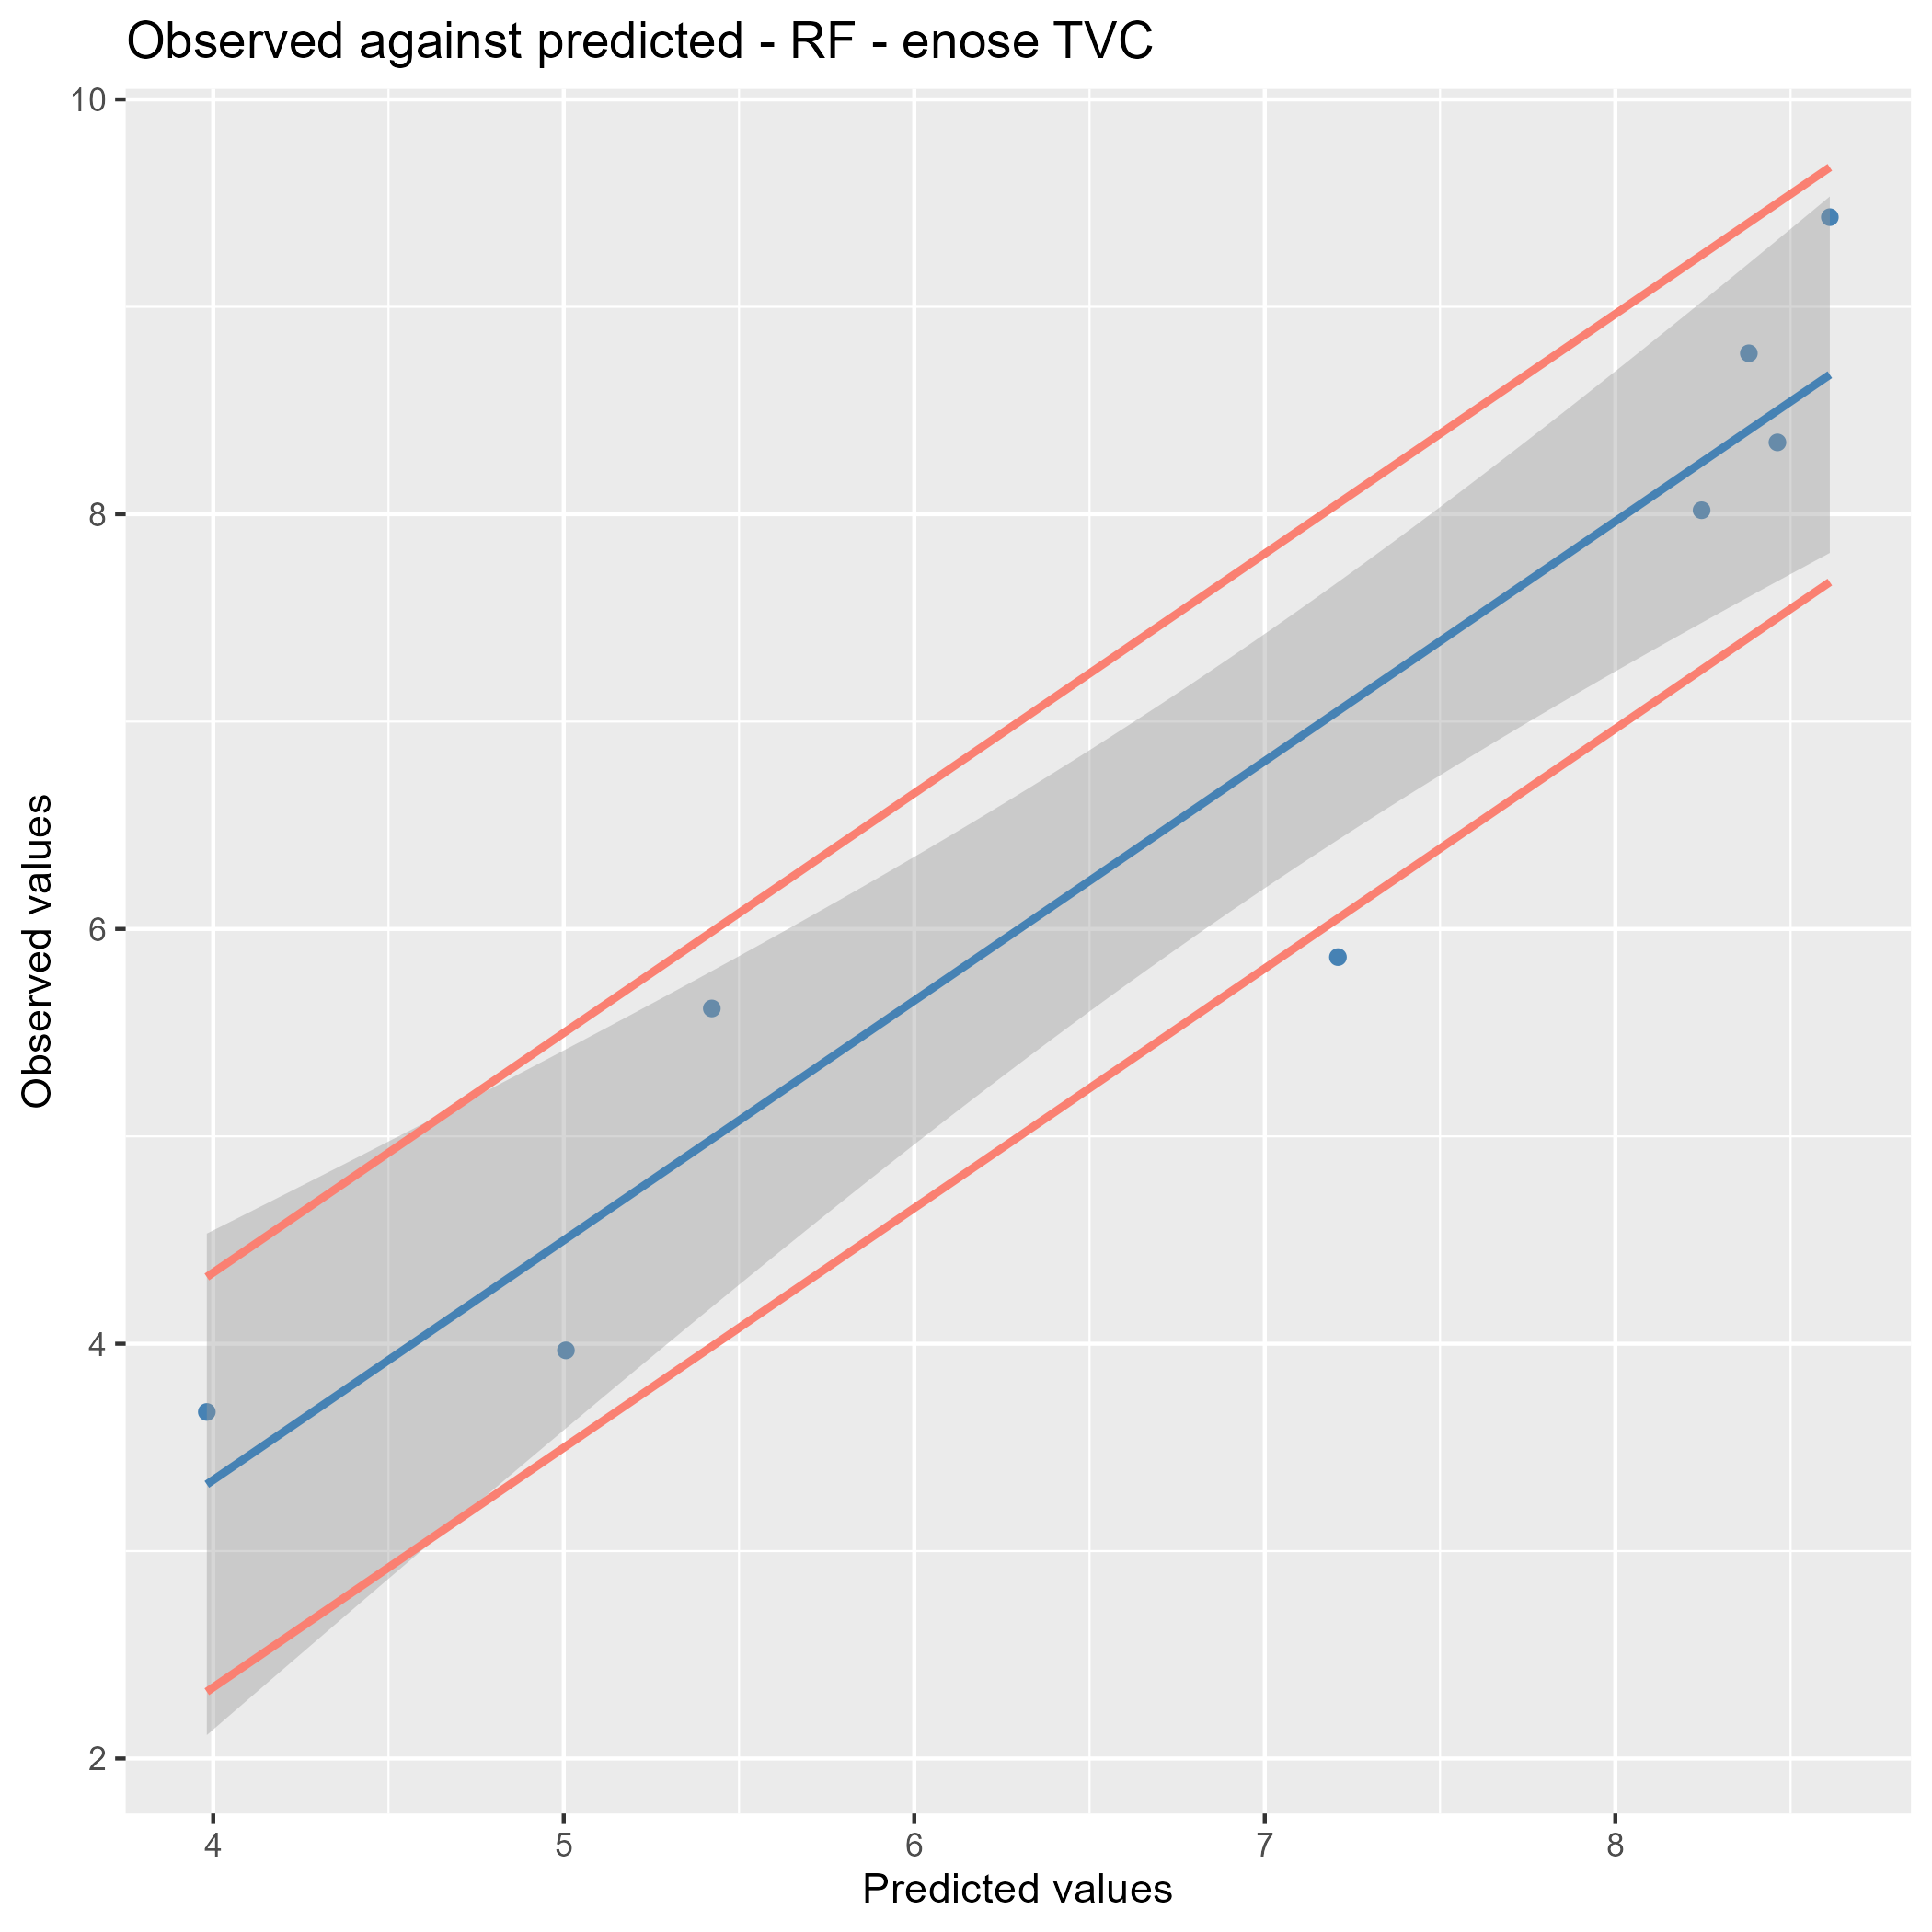 Observed against predicted - RF - enose TVC
10
8
6
4
2
Observed values
4 5 6 7 8
Predicted values